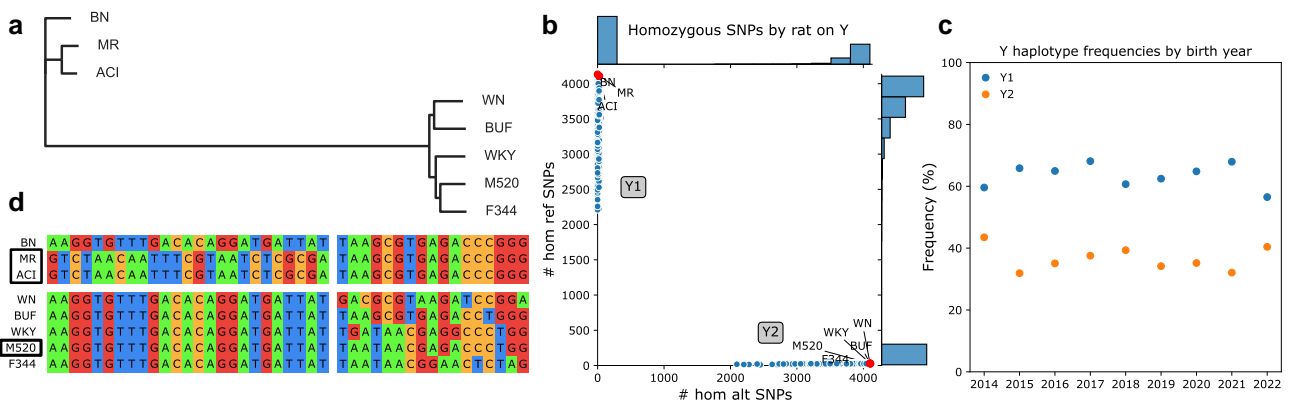 a
BN
MR
ACI
WN
BUF
WKY
M520
F344
b
Homozygous SNPs by rat on Y
# hom ref SNPs
4000
3500
3000
2500
2000
1500
1000
500
0
BN
MR
ACI
Y1
Y2
WN
WKY
M520
BUF
F344
0 1000 2000 3000 4000
# hom alt SNPs
c
Y haplotype frequencies by birth year
Y1
Y2
Frequency (%)
100
80
60
40
20
0
2014 2015 2016 2017 2018 2019 2020 2021 2022
d
BN AAGGTGTTTGACACAGGATGATTAT TAAGCGTGAGACCCGGG
MR GTCTAACAATTTCGTAATCTCGCGA TAAGCGTGAGACCCGGG
ACI GTCTAACAATTTCGTAATCTCGCGA TAAGCGTGAGACCCGGG
WN AAGGTGTTTGACACAGGATGATTAT GACGCGTAAGATCCGGA
BUF AAGGTGTTTGACACAGGATGATTAT TAAGCGTGAGACCTGGG
WKY AAGGTGTTTGACACAGGATGATTAT TGATAACGAGGCCCTGG
M520 AAGGTGTTTGACACAGGATGATTAT TAATAACGAGACCCTGG
F344 AAGGTGTTTGACACAGGATGATTAT TAATAACGGAACTCTAG